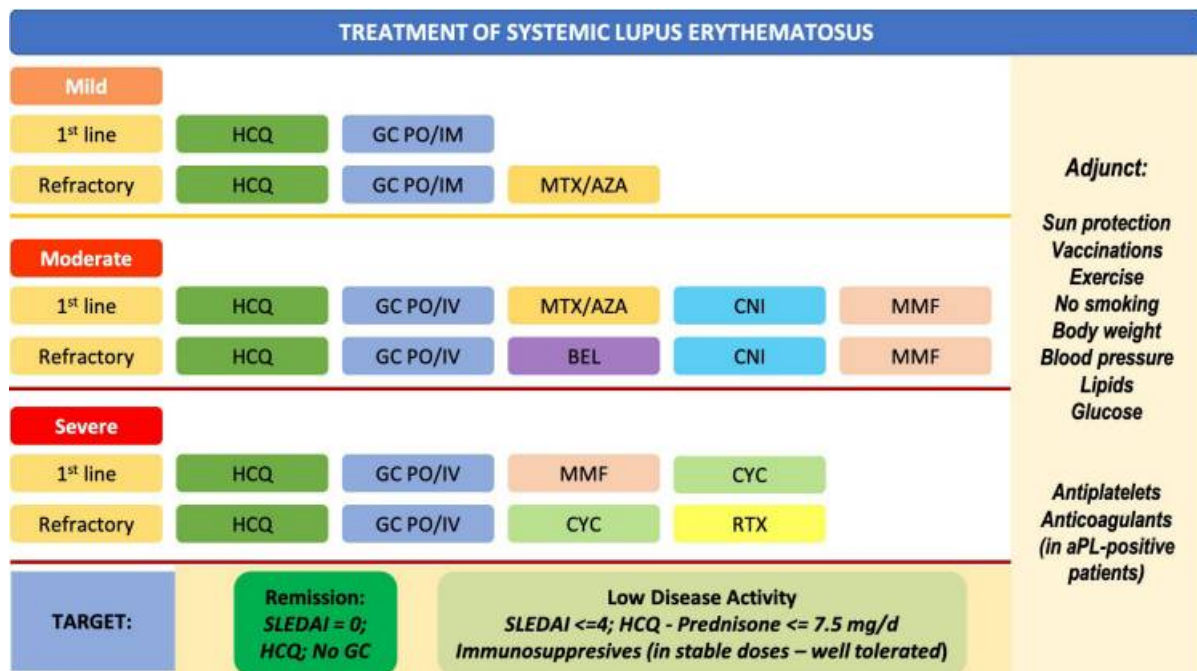 TREATMENT OF SYSTEMIC LUPUS ERYTHEMATOSUS
Mild
1st line HCQ GC PO/IM
Refractory HCQ GC PO/IM MTX/AZA
Moderate
1st line HCQ GC PO/IV MTX/AZA CNI MMF
Refractory HCQ GC PO/IV BEL CNI MMF
Severe
1st line HCQ GC PO/IV MMF CYC
Refractory HCQ GC PO/IV CYC RTX
Adjunct:
Sun protection
Vaccinations
Exercise
No smoking
Body weight
Blood pressure
Lipids
Glucose
Antiplatelets
Anticoagulants
(in aPL-positive
patients)
TARGET:
Remission:
SLEDAI = 0;
HCQ; No GC
Low Disease Activity
SLEDAI <=4; HCQ - Prednisone <= 7.5 mg/d
Immunosuppresives (in stable doses – well tolerated)